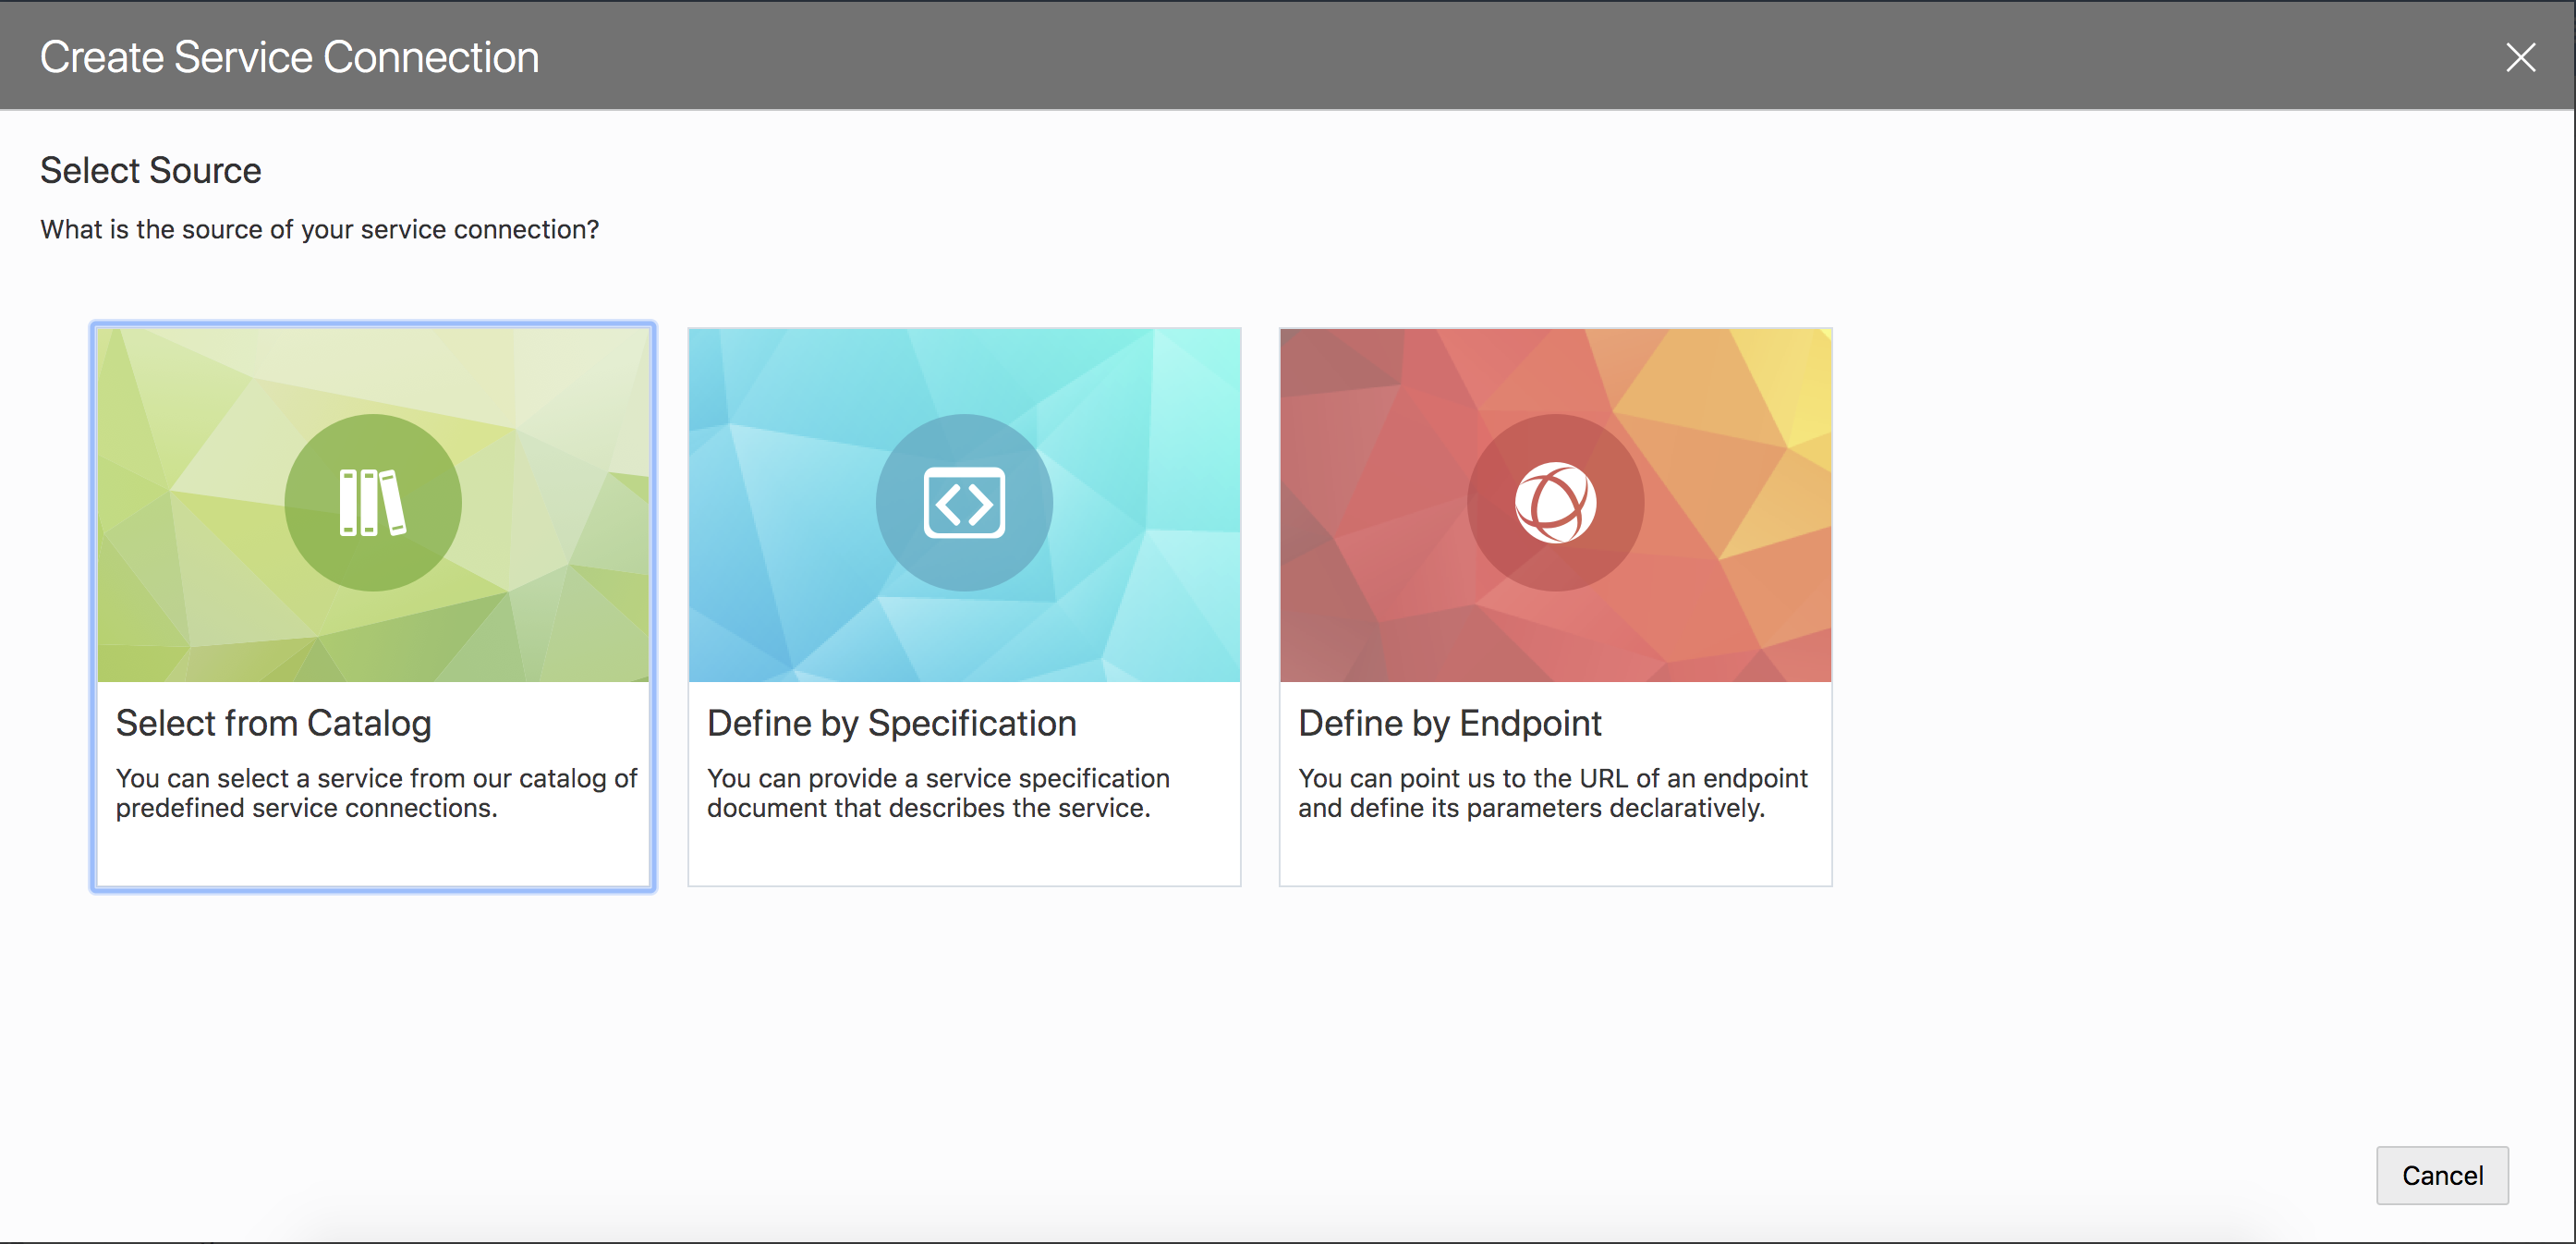 Create Service Connection
Select Source
What is the source of your service connection?
Select from Catalog
You can select a service from our catalog of
predefined service connections.
Define by Specification
You can provide a service specification
document that describes the service.
Define by Endpoint
You can point us to the URL of an endpoint
and define its parameters declaratively.
Cancel